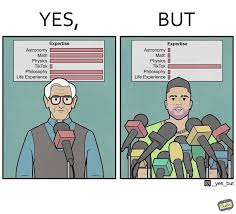 YES,
BUT
Expertise
Astronomy
Math
Physics
TikTok
Philosophy
Life Experience
Expertise
Astronomy
Math
Physics
TikTok
Philosophy
Life Experience
_yes_but